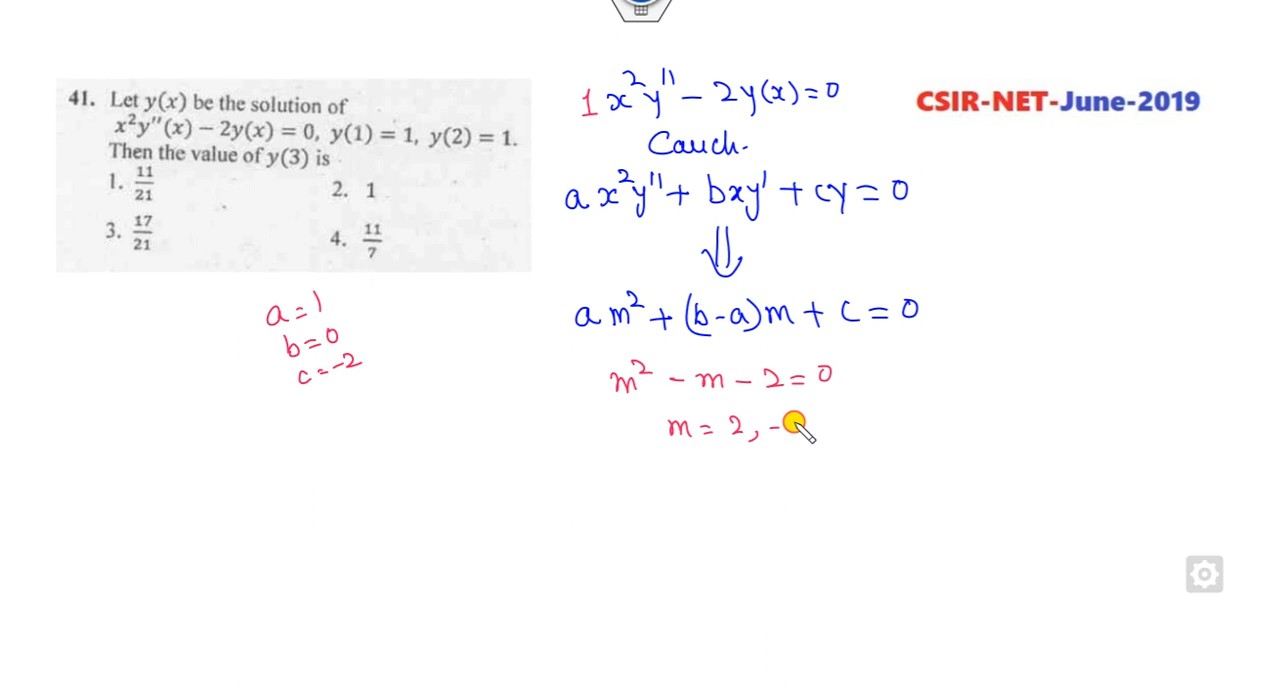 41. Let y(x) be the solution of
x²y″(x) − 2y(x) = 0, y(1) = 1, y(2) = 1.
Then the value of y(3) is
1. 11/21
2. 1
3. 17/21
4. 11/7
a = 1
b = 0
c = -2
1 x²y'' - 2y(x) = 0
Cauch.
ax²y'' + bxy' + cy = 0
⇓
am² + (b-a)m + c = 0
m² - m - 2 = 0
m = 2, -
CSIR-NET-June-2019